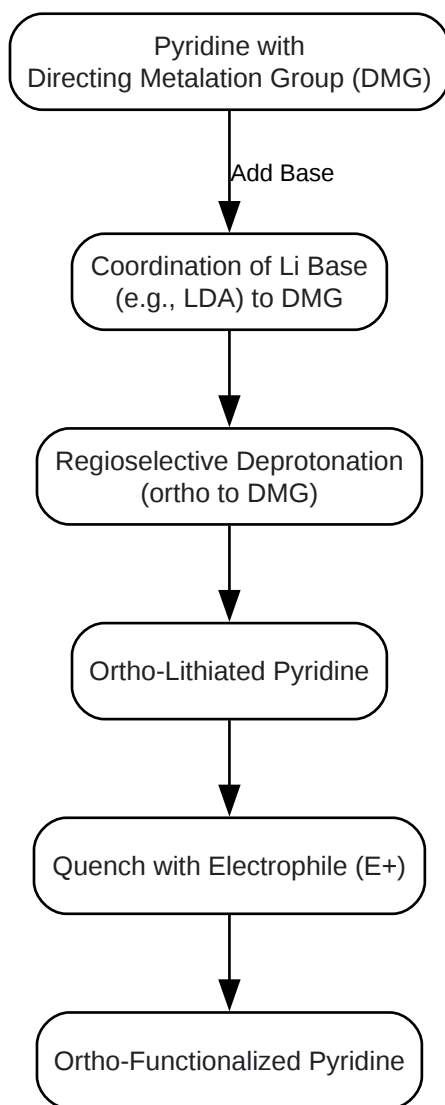 Pyridine with
Directing Metalation Group (DMG)
Add Base
Coordination of Li Base
(e.g., LDA) to DMG
Regioselective Deprotonation
(ortho to DMG)
Ortho-Lithiated Pyridine
Quench with Electrophile (E+)
Ortho-Functionalized Pyridine